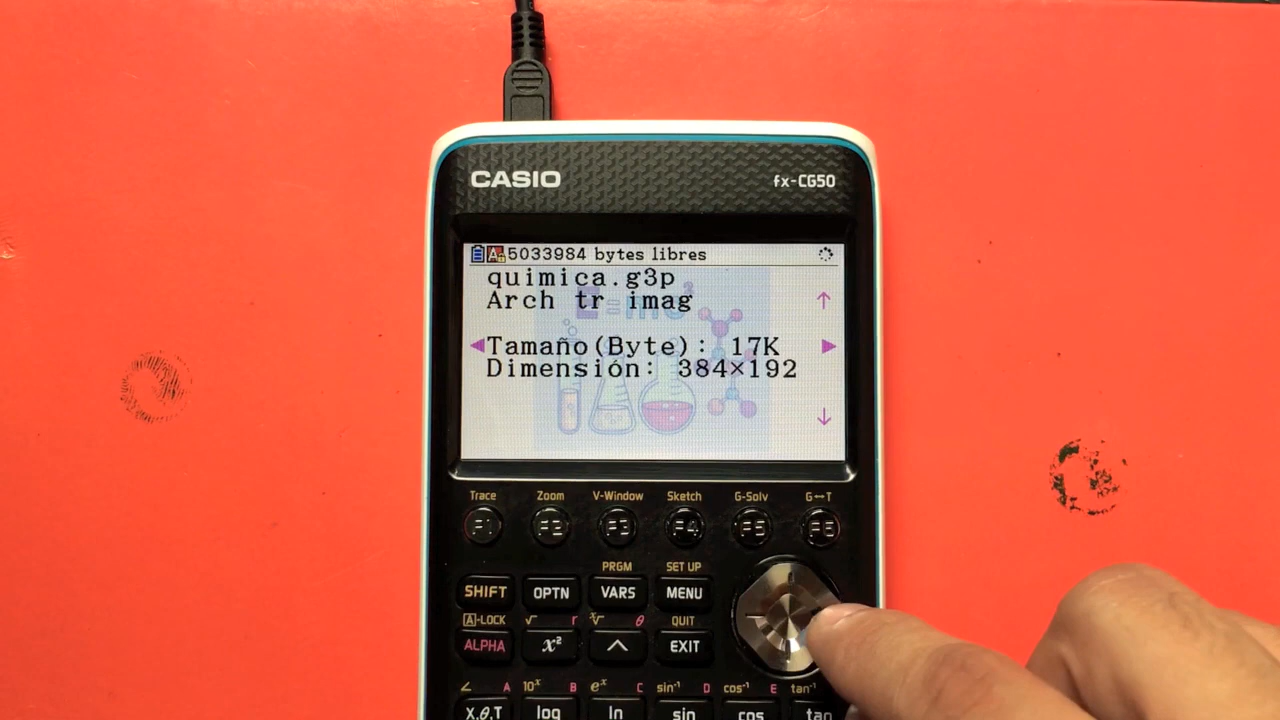 CASIO fx-CG50
5033984 bytes libres
quimica.g3p
Arch tr imag
E=mc²
Tamaño(Byte): 17K
Dimensión: 384×192
Trace Zoom V-Window Sketch G-Solv G↔T
F1 F2 F3 F4 F5 F6
PRGM SET UP
SHIFT OPTN VARS MENU
A-LOCK √ r ³√ θ QUIT
ALPHA x² ^ EXIT
∠ A 10ˣ B eˣ C sin⁻¹ D cos⁻¹ E tan⁻¹
X,θ,T log ln sin cos tan